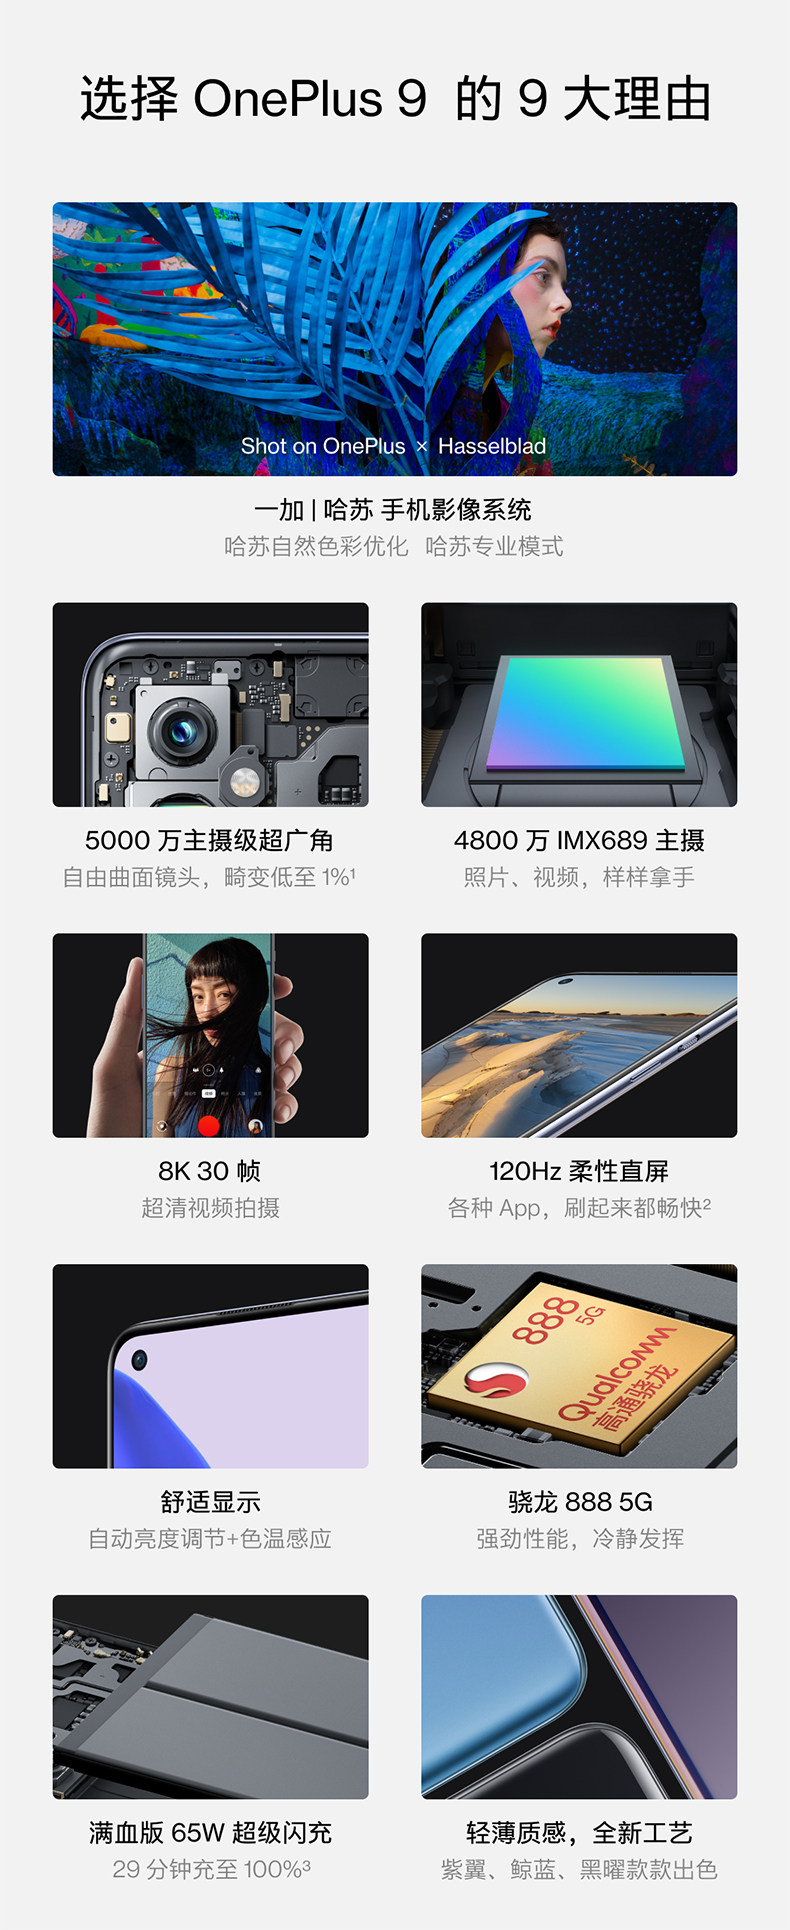 选择 OnePlus 9 的 9 大理由
Shot on OnePlus × Hasselblad
一加 | 哈苏 手机影像系统
哈苏自然色彩优化 哈苏专业模式
5000 万主摄级超广角
4800 万 IMX689 主摄
自由曲面镜头，畸变低至 1%¹
照片、视频，样样拿手
8K 30 帧
120Hz 柔性直屏
超清视频拍摄
各种 App，刷起来都畅快²
888
5G
Qualcomm
高通骁龙
舒适显示
骁龙 888 5G
自动亮度调节+色温感应
强劲性能，冷静发挥
满血版 65W 超级闪充
轻薄质感，全新工艺
29 分钟充至 100%³
紫翼、鲸蓝、黑曜款款出色